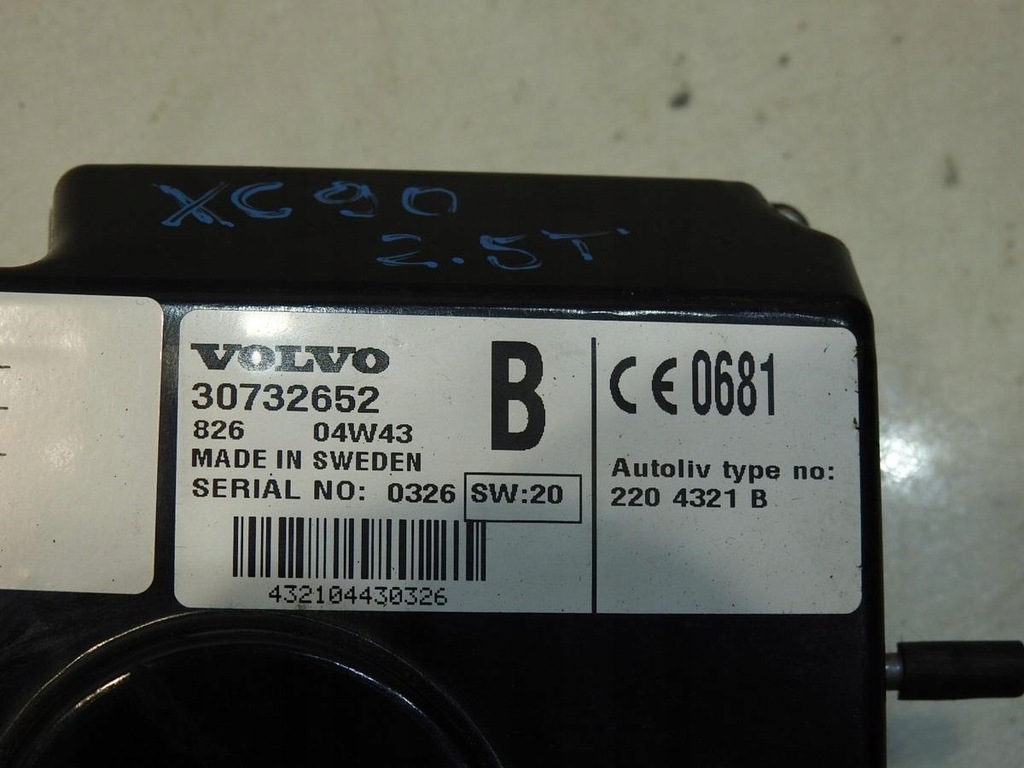 XC90
2.5T
VOLVO
30732652
826 04W43
MADE IN SWEDEN
SERIAL NO: 0326 SW:20
432104430326
B
CE 0681
Autoliv type no:
220 4321 B